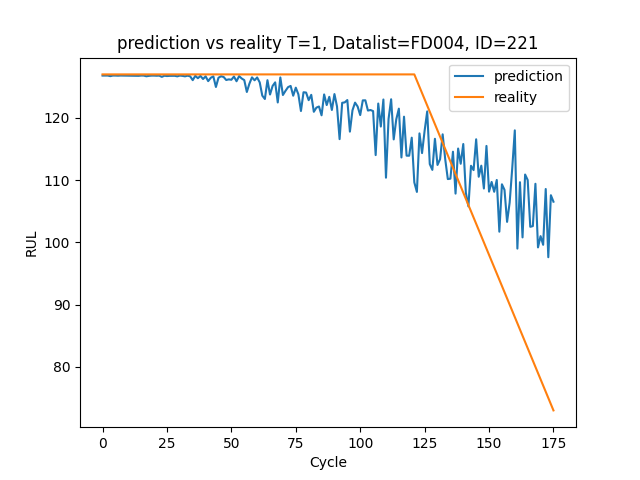 prediction vs reality T=1, Datalist=FD004, ID=221
prediction
reality
120
110
100
90
80
RUL
0 25 50 75 100 125 150 175
Cycle